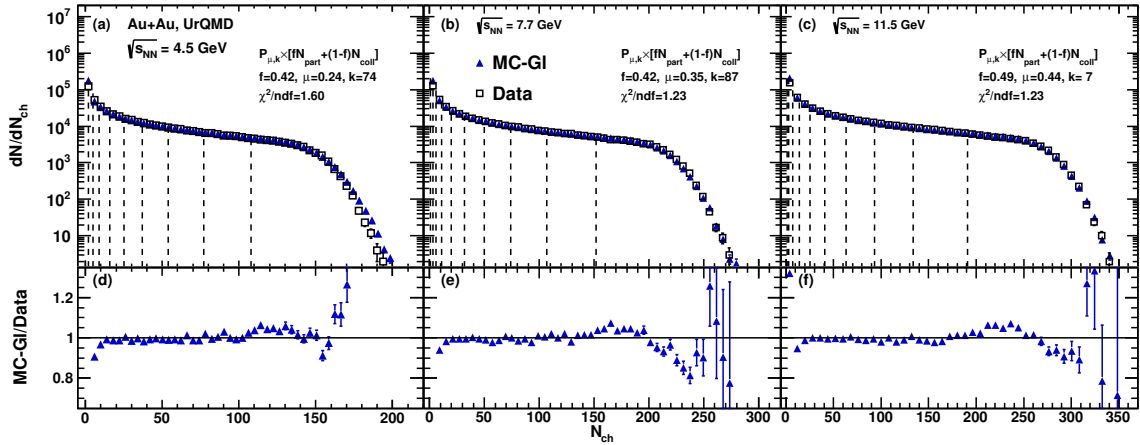 (a) Au+Au, UrQMD
√sNN = 4.5 GeV
Pμ,k×[fNpart+(1-f)Ncoll]
f=0.42, μ=0.24, k=74
χ²/ndf=1.60
(b) √sNN = 7.7 GeV
Pμ,k×[fNpart+(1-f)Ncoll]
f=0.42, μ=0.35, k=87
χ²/ndf=1.23
MC-Gl
Data
(c) √sNN = 11.5 GeV
Pμ,k×[fNpart+(1-f)Ncoll]
f=0.49, μ=0.44, k= 7
χ²/ndf=1.23
dN/dNch
10⁷
10⁶
10⁵
10⁴
10³
10²
10
(d)
(e)
(f)
MC-Gl/Data
1.2
1
0.8
0 50 100 150 200
0 50 100 150 200 250 300
0 50 100 150 200 250 300 350
Nch